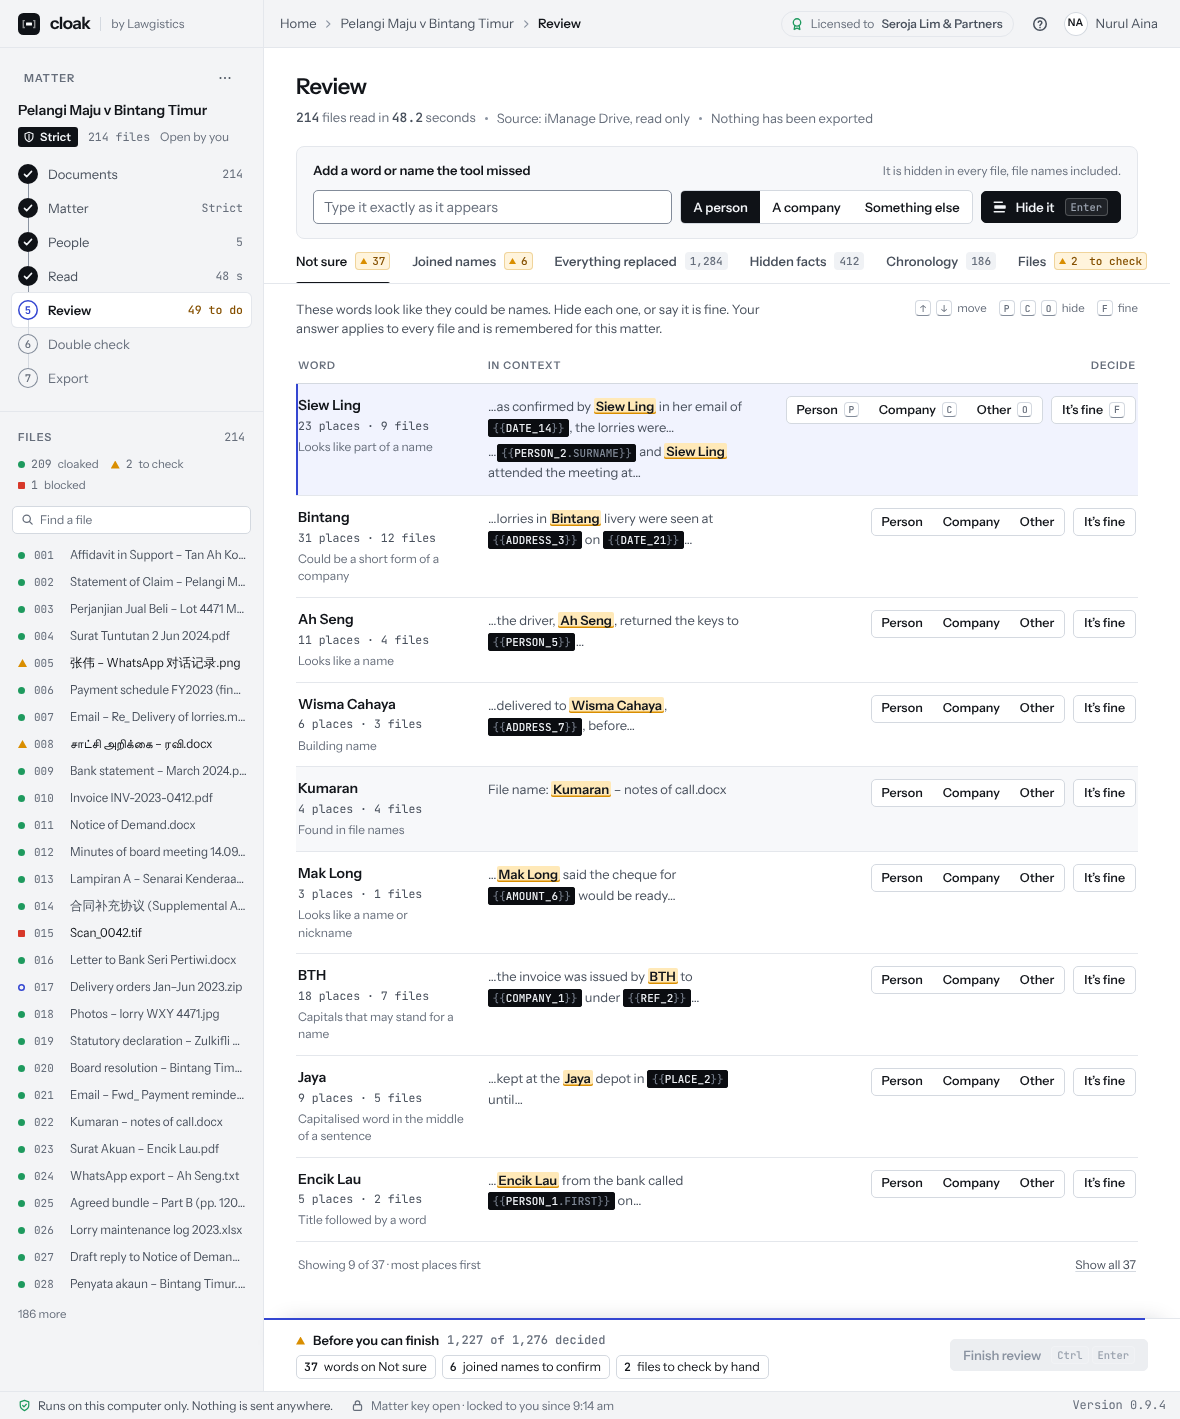 cloak by Lawgistics
Home > Pelangi Maju v Bintang Timur > Review
Licensed to Seroja Lim & Partners
NA Nurul Aina
MATTER ...
Pelangi Maju v Bintang Timur
Strict 214 files Open by you
Documents 214
Matter Strict
People 5
Read 48 s
5 Review 49 to do
6 Double check
7 Export
FILES 214
209 cloaked 2 to check
1 blocked
Find a file
001 Affidavit in Support – Tan Ah Ko...
002 Statement of Claim – Pelangi M...
003 Perjanjian Jual Beli – Lot 4471 M...
004 Surat Tuntutan 2 Jun 2024.pdf
005 张伟 – WhatsApp 对话记录.png
006 Payment schedule FY2023 (fin...
007 Email – Re_ Delivery of lorries.m...
008 சாட்சி அறிக்கை – ரவி.docx
009 Bank statement – March 2024.p...
010 Invoice INV-2023-0412.pdf
011 Notice of Demand.docx
012 Minutes of board meeting 14.09...
013 Lampiran A – Senarai Kenderaa...
014 合同补充协议 (Supplemental A...
015 Scan_0042.tif
016 Letter to Bank Seri Pertiwi.docx
017 Delivery orders Jan–Jun 2023.zip
018 Photos – lorry WXY 4471.jpg
019 Statutory declaration – Zulkifli ...
020 Board resolution – Bintang Tim...
021 Email – Fwd_ Payment reminde...
022 Kumaran – notes of call.docx
023 Surat Akuan – Encik Lau.pdf
024 WhatsApp export – Ah Seng.txt
025 Agreed bundle – Part B (pp. 120...
026 Lorry maintenance log 2023.xlsx
027 Draft reply to Notice of Deman...
028 Penyata akaun – Bintang Timur....
186 more
Review
214 files read in 48.2 seconds • Source: iManage Drive, read only • Nothing has been exported
Add a word or name the tool missed
It is hidden in every file, file names included.
Type it exactly as it appears
A person A company Something else
Hide it Enter
Not sure 37 Joined names 6 Everything replaced 1,284 Hidden facts 412 Chronology 186 Files 2 to check
These words look like they could be names. Hide each one, or say it is fine. Your
answer applies to every file and is remembered for this matter.
↑ ↓ move P C O hide F fine
WORD IN CONTEXT DECIDE
Siew Ling
23 places · 9 files
Looks like part of a name
...as confirmed by Siew Ling in her email of
{{DATE_14}}, the lorries were...
...{{PERSON_2.SURNAME}} and Siew Ling
attended the meeting at...
Person P Company C Other O It's fine F
Bintang
31 places · 12 files
Could be a short form of a
company
...lorries in Bintang livery were seen at
{{ADDRESS_3}} on {{DATE_21}}...
Person Company Other It's fine
Ah Seng
11 places · 4 files
Looks like a name
...the driver, Ah Seng, returned the keys to
{{PERSON_5}}...
Person Company Other It's fine
Wisma Cahaya
6 places · 3 files
Building name
...delivered to Wisma Cahaya,
{{ADDRESS_7}}, before...
Person Company Other It's fine
Kumaran
4 places · 4 files
Found in file names
File name: Kumaran – notes of call.docx
Person Company Other It's fine
Mak Long
3 places · 1 files
Looks like a name or
nickname
...Mak Long said the cheque for
{{AMOUNT_6}} would be ready...
Person Company Other It's fine
BTH
18 places · 7 files
Capitals that may stand for a
name
...the invoice was issued by BTH to
{{COMPANY_1}} under {{REF_2}}...
Person Company Other It's fine
Jaya
9 places · 5 files
Capitalised word in the middle
of a sentence
...kept at the Jaya depot in {{PLACE_2}}
until...
Person Company Other It's fine
Encik Lau
5 places · 2 files
Title followed by a word
...Encik Lau from the bank called
{{PERSON_1.FIRST}} on...
Person Company Other It's fine
Showing 9 of 37 · most places first
Show all 37
Before you can finish 1,227 of 1,276 decided
37 words on Not sure 6 joined names to confirm 2 files to check by hand
Finish review Ctrl Enter
Runs on this computer only. Nothing is sent anywhere.
Matter key open · locked to you since 9:14 am
Version 0.9.4